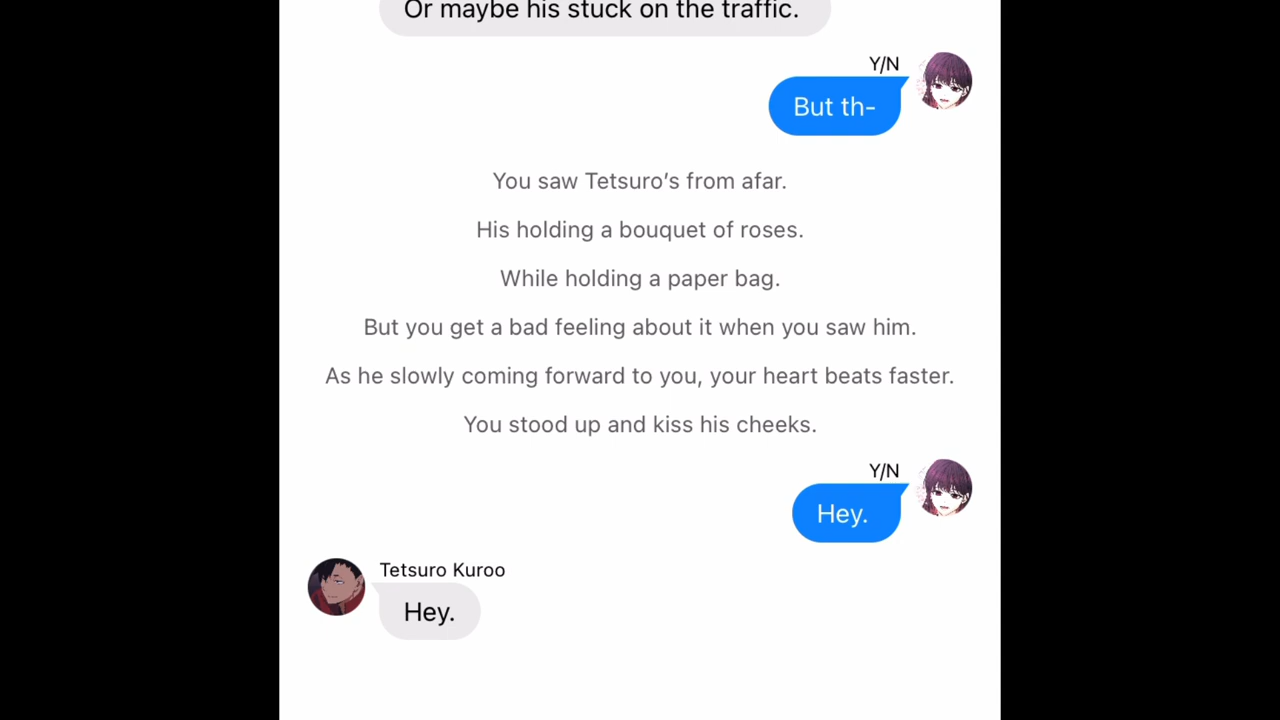 Or maybe his stuck on the traffic.
Y/N
But th-
You saw Tetsuro’s from afar.
His holding a bouquet of roses.
While holding a paper bag.
But you get a bad feeling about it when you saw him.
As he slowly coming forward to you, your heart beats faster.
You stood up and kiss his cheeks.
Y/N
Hey.
Tetsuro Kuroo
Hey.